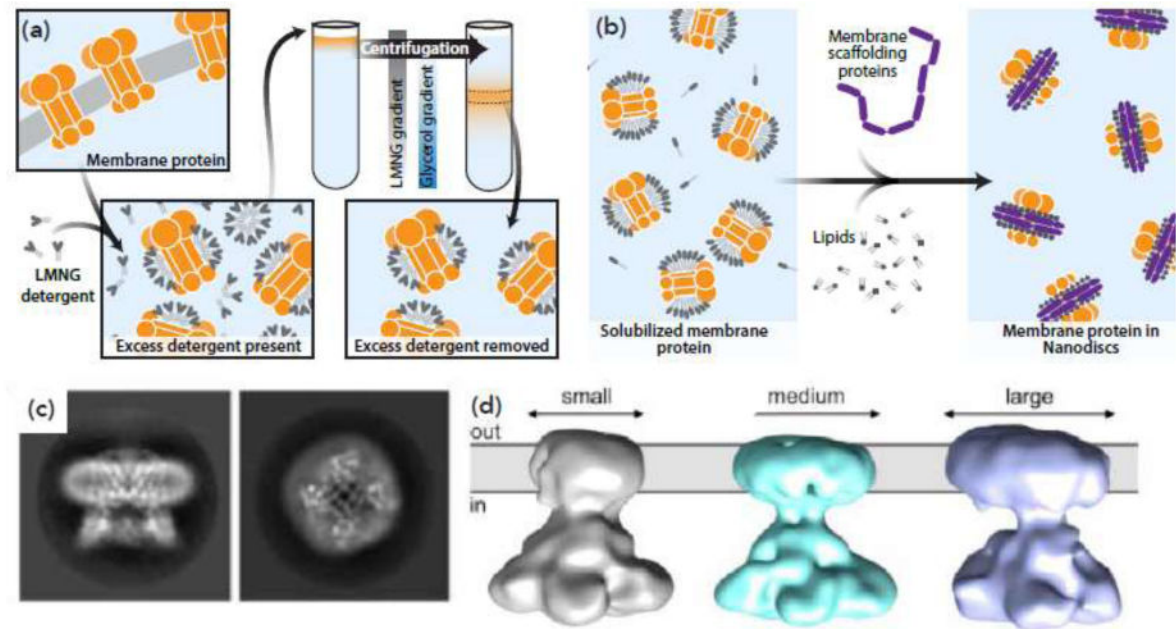 (a)
Membrane protein
LMNG
detergent
Excess detergent present
Centrifugation
LMNG gradient
Glycerol gradient
Excess detergent removed
(b)
Membrane
scaffolding
proteins
Lipids
Solubilized membrane
protein
Membrane protein in
Nanodiscs
(c)
(d)
small
medium
large
out
in